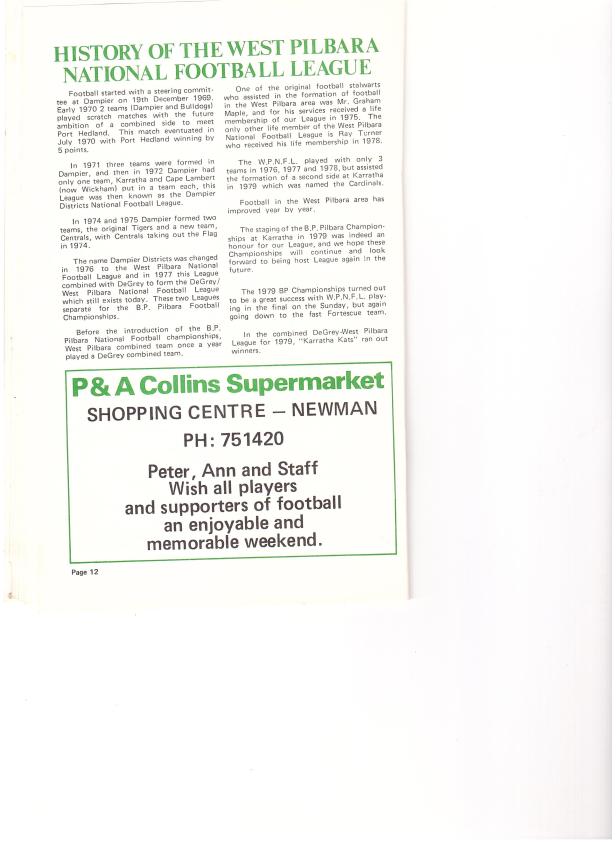 HISTORY OF THE WEST PILBARA
NATIONAL FOOTBALL LEAGUE
Football started with a steering commit-
tee at Dampier on 19th December 1969.
Early 1970 2 teams (Dampier and Bulldogs)
played scratch matches with the future
ambition of a combined side to meet
Port Hedland. This match eventuated in
July 1970 with Port Hedland winning by
5 points.
In 1971 three teams were formed in
Dampier, and then in 1972 Dampier had
only one team, Karratha and Cape Lambert
(now Wickham) put in a team each, this
League was then known as the Dampier
Districts National Football League.
In 1974 and 1975 Dampier formed two
teams, the original Tigers and a new team,
Centrals, with Centrals taking out the Flag
in 1974.
The name Dampier Districts was changed
in 1976 to the West Pilbara National
Football League and in 1977 this League
combined with DeGrey to form the DeGrey/
West Pilbara National Football League
which still exists today. These two Leagues
separate for the B.P. Pilbara Football
Championships.
Before the introduction of the B.P.
Pilbara National Football championships,
West Pilbara combined team once a year
played a DeGrey combined team.
One of the original football stalwarts
who assisted in the formation of football
in the West Pilbara area was Mr. Graham
Maple, and for his services received a life
membership of our League in 1975. The
only other life member of the West Pilbara
National Football League is Ray Turner
who received his life membership in 1978.
The W.P.N.F.L. played with only 3
teams in 1976, 1977 and 1978, but assisted
the formation of a second side at Karratha
in 1979 which was named the Cardinals.
Football in the West Pilbara area has
improved year by year.
The staging of the B.P. Pilbara Champion-
ships at Karratha in 1979 was indeed an
honour for our League, and we hope these
Championships will continue and look
forward to being host League again in the
future.
The 1979 BP Championships turned out
to be a great success with W.P.N.F.L. play-
ing in the final on the Sunday, but again
going down to the fast Fortescue team.
In the combined DeGrey-West Pilbara
League for 1979, "Karratha Kats" ran out
winners.
P & A Collins Supermarket
SHOPPING CENTRE — NEWMAN
PH: 751420
Peter, Ann and Staff
Wish all players
and supporters of football
an enjoyable and
memorable weekend.
Page 12